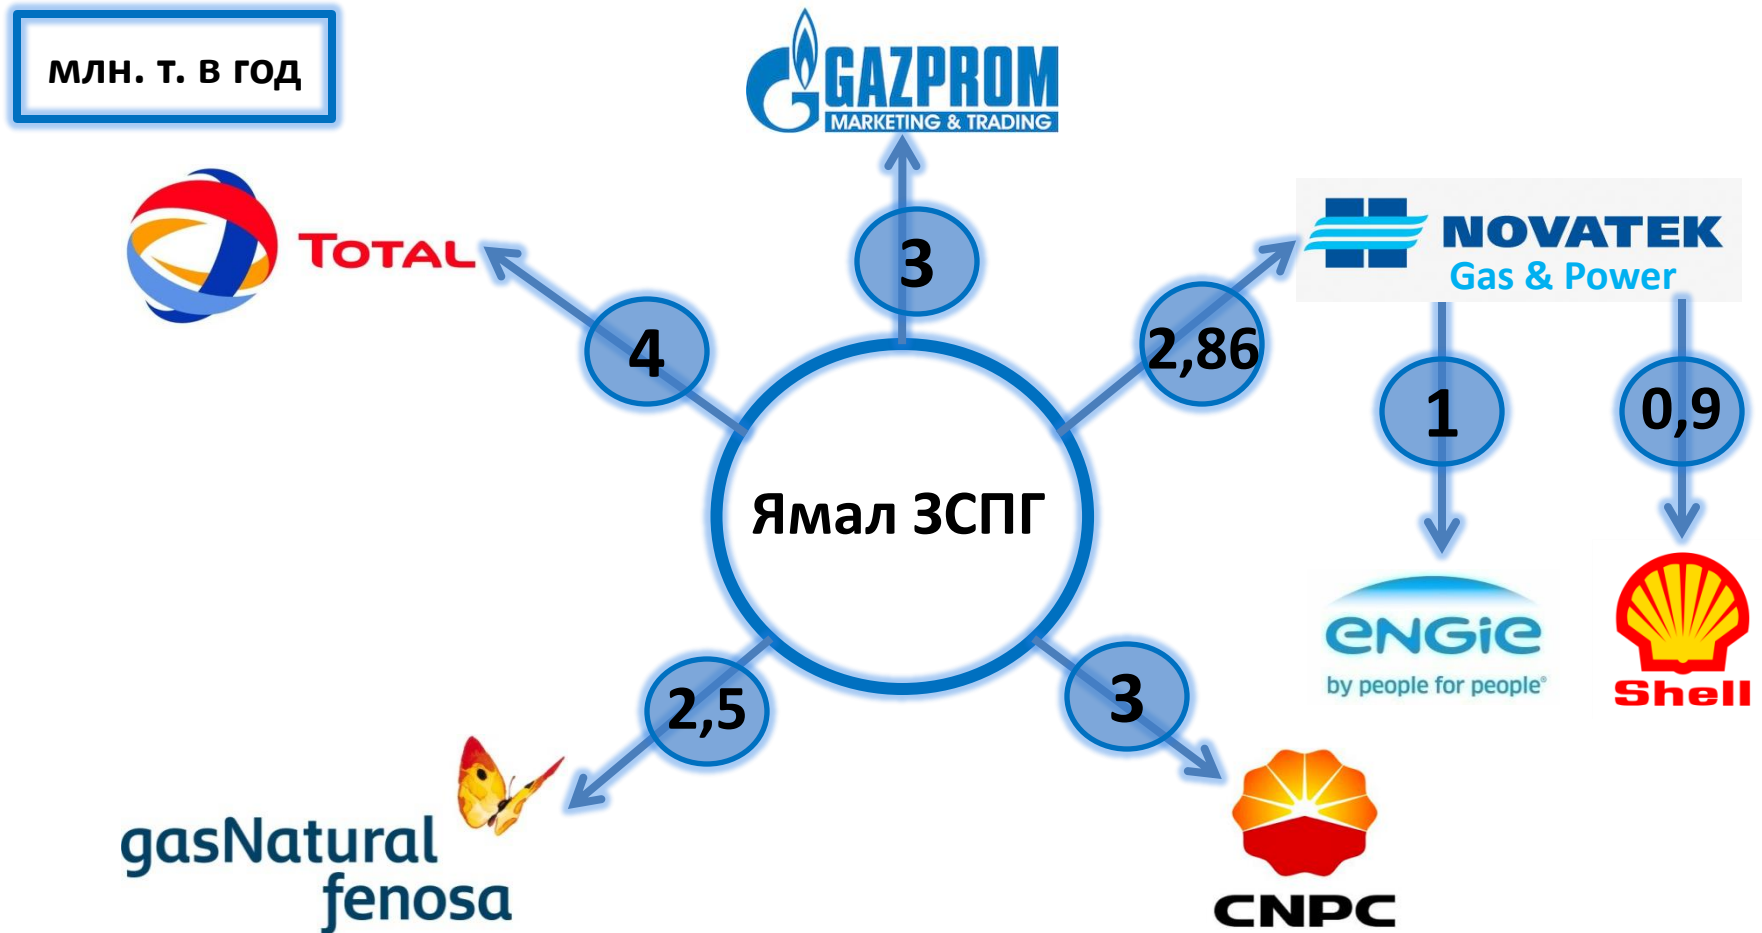 млн. т. в год
GAZPROM
MARKETING & TRADING
TOTAL
NOVATEK
Gas & Power
3
4
2,86
1
0,9
Ямал ЗСПГ
ENGiE
by people for people®
Shell
2,5
3
gasNatural
fenosa
CNPC